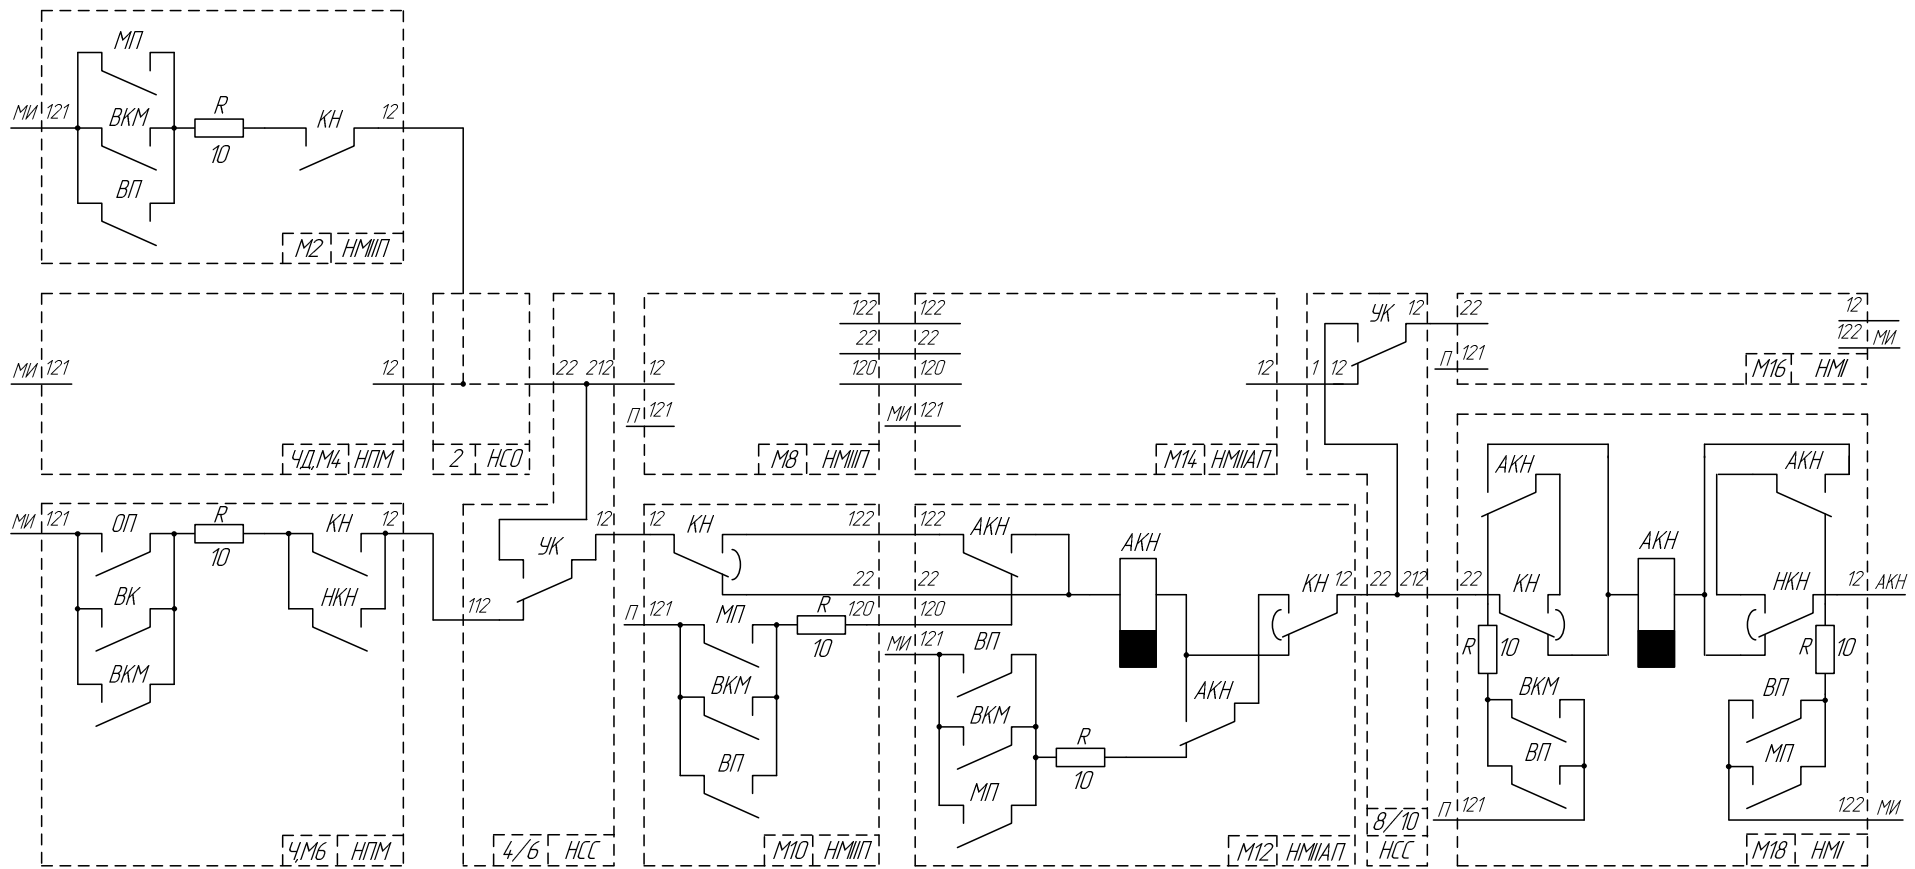 МП
МИ 121 ВКМ R КН 12
10
ВП
М2 НМIIП
МИ 121 12
ЧД,М4 НПМ
2 НСО
22 212
12
П 121
122
22
120
М8 НМIIП
122
22
120
МИ 121
12
М14 НМIIАП
1 12 УК 12
22
П 121
12
122 МИ
М16 НМI
МИ 121 ОП R КН 12
10
ВК НКН
ВКМ
Ч,М6 НПМ
12
УК
112
4/6 НСС
12 КН 122
22
П 121 МП R 120
10
ВКМ
ВП
М10 НМIIП
122 АКН АКН
22 КН 12
120
МИ 121 ВП
АКН
ВКМ R
10
МП
М12 НМIIАП
22 212
8/10
НСС
АКН АКН
АКН
22 КН НКН 12 АКН
R 10 R 10
ВКМ ВП
ВП МП
П 121 122 МИ
М18 НМI